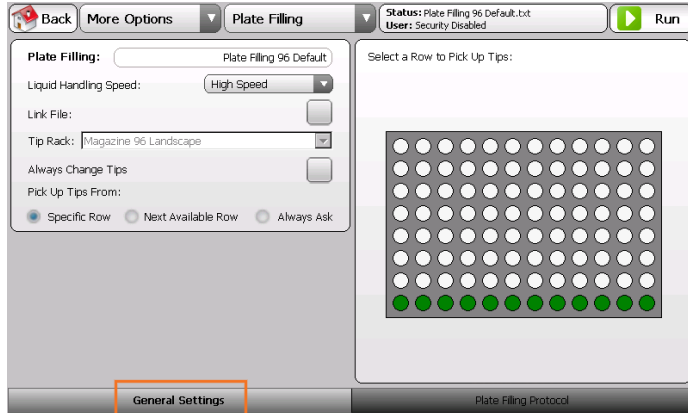 Back
More Options
Plate Filling
Status: Plate Filling 96 Default.txt
User: Security Disabled
Run
Plate Filling: Plate Filling 96 Default
Liquid Handling Speed: High Speed
Link File:
Tip Rack: Magazine 96 Landscape
Always Change Tips
Pick Up Tips From:
Specific Row Next Available Row Always Ask
Select a Row to Pick Up Tips:
General Settings
Plate Filling Protocol